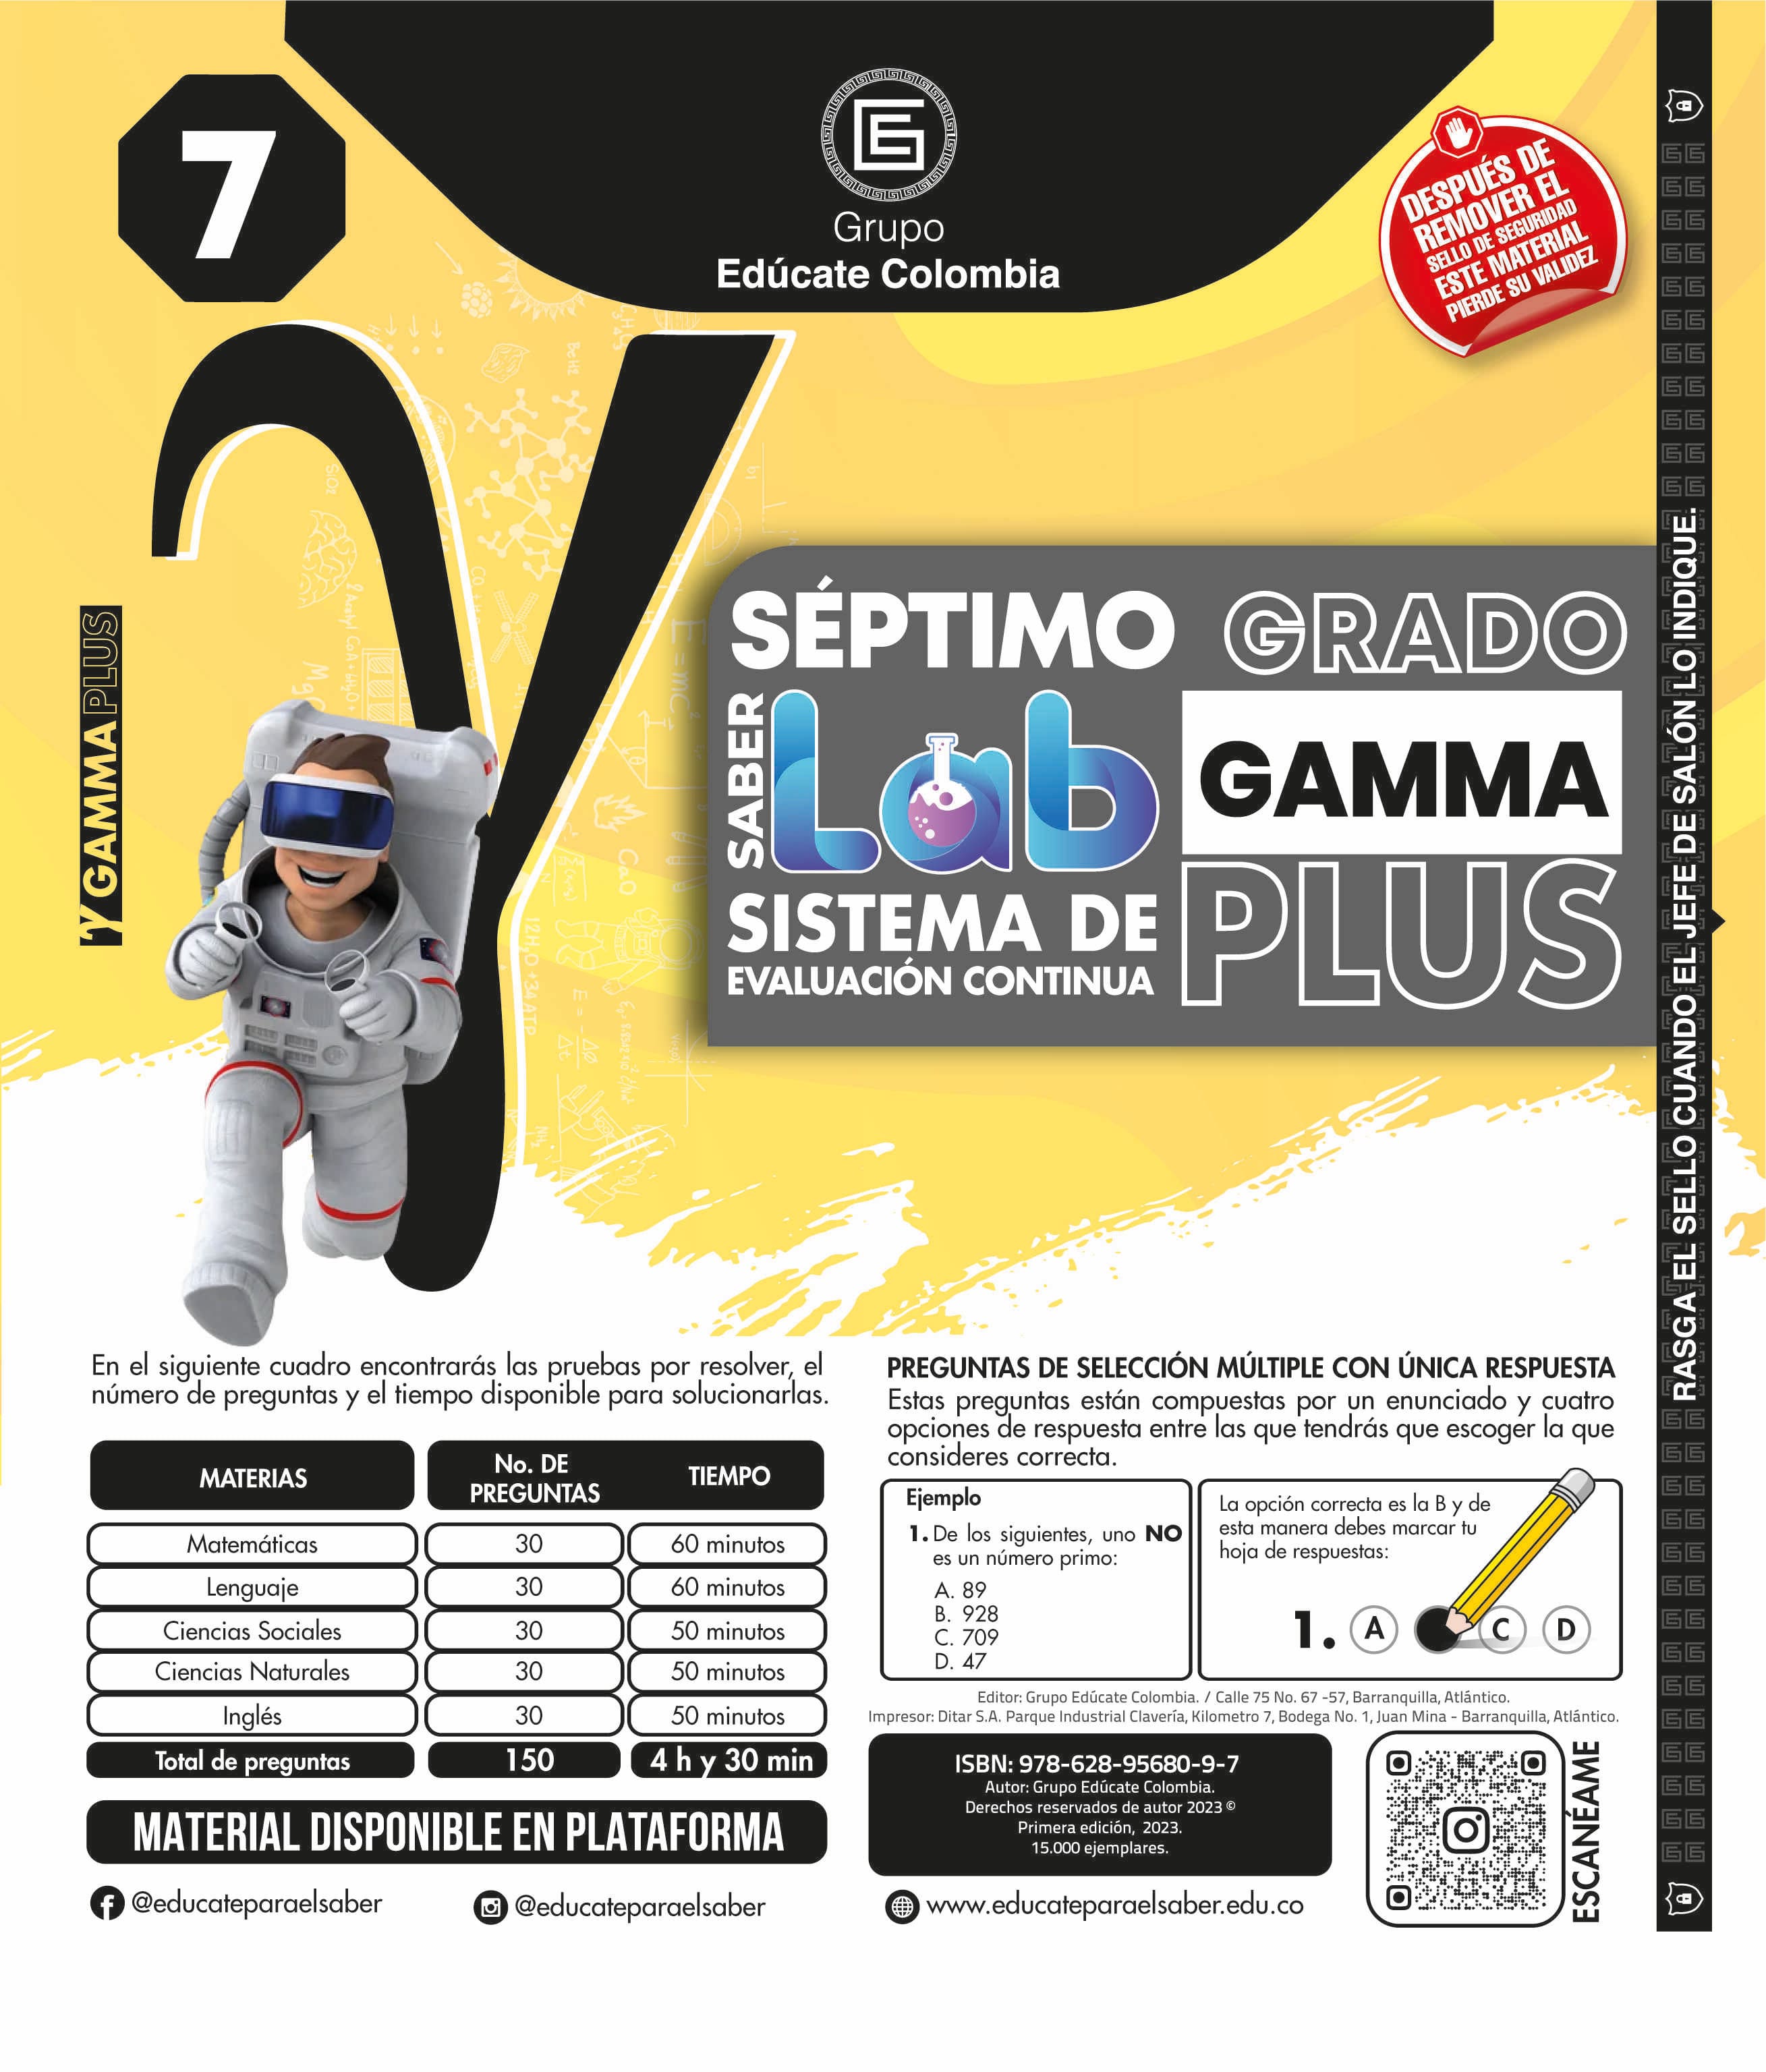 7
Grupo
Edúcate Colombia
DESPUÉS DE
REMOVER EL
SELLO DE SEGURIDAD
ESTE MATERIAL
PIERDE SU VALIDEZ
γ GAMMA PLUS
SÉPTIMO GRADO
SABER
Lab
GAMMA
PLUS
SISTEMA DE
EVALUACIÓN CONTINUA
RASGA EL SELLO CUANDO EL JEFE DE SALÓN LO INDIQUE.
En el siguiente cuadro encontrarás las pruebas por resolver, el
número de preguntas y el tiempo disponible para solucionarlas.
MATERIAS No. DE PREGUNTAS TIEMPO
Matemáticas 30 60 minutos
Lenguaje 30 60 minutos
Ciencias Sociales 30 50 minutos
Ciencias Naturales 30 50 minutos
Inglés 30 50 minutos
Total de preguntas 150 4 h y 30 min
MATERIAL DISPONIBLE EN PLATAFORMA
@educateparaelsaber
@educateparaelsaber
PREGUNTAS DE SELECCIÓN MÚLTIPLE CON ÚNICA RESPUESTA
Estas preguntas están compuestas por un enunciado y cuatro
opciones de respuesta entre las que tendrás que escoger la que
consideres correcta.
Ejemplo
1. De los siguientes, uno NO
es un número primo:
A. 89
B. 928
C. 709
D. 47
La opción correcta es la B y de
esta manera debes marcar tu
hoja de respuestas:
1. A C D
Editor: Grupo Edúcate Colombia. / Calle 75 No. 67 -57, Barranquilla, Atlántico.
Impresor: Ditar S.A. Parque Industrial Clavería, Kilometro 7, Bodega No. 1, Juan Mina - Barranquilla, Atlántico.
ISBN: 978-628-95680-9-7
Autor: Grupo Edúcate Colombia.
Derechos reservados de autor 2023 ©
Primera edición, 2023.
15.000 ejemplares.
www.educateparaelsaber.edu.co
ESCANÉAME